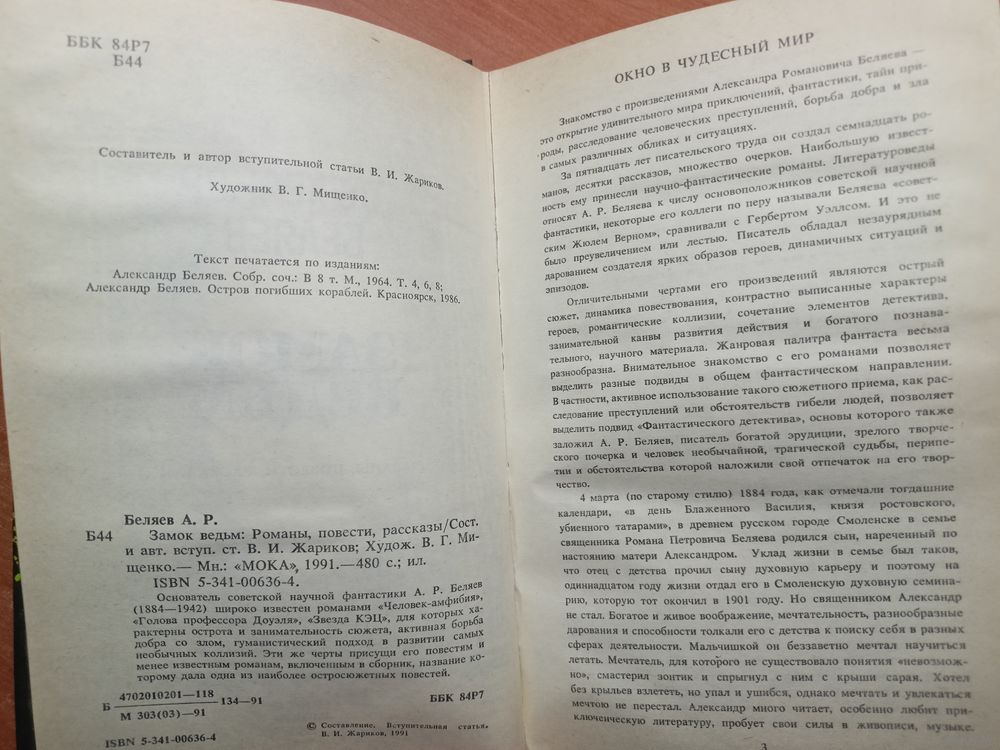 ББК 84Р7
Б44
Составитель и автор вступительной статьи В. И. Жариков.
Художник В. Г. Мищенко.
Текст печатается по изданиям:
Александр Беляев. Собр. соч.: В 8 т. М., 1964. Т. 4, 6, 8;
Александр Беляев. Остров погибших кораблей. Красноярск, 1986.
Беляев А. Р.
Б44 Замок ведьм: Романы, повести, рассказы/Сост.
и авт. вступ. ст. В. И. Жариков; Худож. В. Г. Ми-
щенко.— Мн.: «МОКА», 1991.—480 с.; ил.
ISBN 5-341-00636-4.
Основатель советской научной фантастики А. Р. Беляев
(1884—1942) широко известен романами «Человек-амфибия»,
«Голова профессора Доуэля», «Звезда КЭЦ», для которых ха-
рактерны острота и занимательность сюжета, активная борьба
добра со злом, гуманистический подход в развитии самых
необычных коллизий. Эти же черты присущи его повестям и
менее известным романам, включенным в сборник, название ко-
торому дала одна из наиболее остросюжетных повестей.
Б 4702010201—118
М 303(03)—91
—134—91
ББК 84Р7
© Составление. Вступительная статья.
В. И. Жариков, 1991
ISBN 5-341-00636-4
ОКНО В ЧУДЕСНЫЙ МИР
Знакомство с произведениями Александра Романовича Беляева —
это открытие удивительного мира приключений, фантастики, тайн при-
роды, расследование человеческих преступлений, борьба добра и зла
в самых различных обликах и ситуациях.
За пятнадцать лет писательского труда он создал семнадцать ро-
манов, десятки рассказов, множество очерков. Наибольшую извест-
ность ему принесли научно-фантастические романы. Литературоведы
относят А. Р. Беляева к числу основоположников советской научной
фантастики, некоторые его коллеги по перу называли Беляева «совет-
ским Жюлем Верном», сравнивали с Гербертом Уэллсом. И это не
было преувеличением или лестью. Писатель обладал незаурядным
дарованием создателя ярких образов героев, динамичных ситуаций и
эпизодов.
Отличительными чертами его произведений являются острый
сюжет, динамика повествования, контрастно выписанные характеры
героев, романтические коллизии, сочетание элементов детектива,
занимательной канвы развития действия и богатого познава-
тельного, научного материала. Жанровая палитра фантаста весьма
разнообразна. Внимательное знакомство с его романами позволяет
выделить разные подвиды в общем фантастическом направлении.
В частности, активное использование такого сюжетного приема, как рас-
следование преступлений или обстоятельств гибели людей, позволяет
выделить подвид «Фантастического детектива», основы которого также
заложил А. Р. Беляев, писатель богатой эрудиции, зрелого творче-
ского почерка и человек необычайной, трагической судьбы, перипе-
тии и обстоятельства которой наложили свой отпечаток на его твор-
чество.
4 марта (по старому стилю) 1884 года, как отмечали тогдашние
календари, «в день Блаженного Василия, князя ростовского,
убиенного татарами», в древнем русском городе Смоленске в семье
священника Романа Петровича Беляева родился сын, нареченный по
настоянию матери Александром. Уклад жизни в семье был таков,
что отец с детства прочил сыну духовную карьеру и поэтому на
одиннадцатом году жизни отдал его в Смоленскую духовную семина-
рию, которую тот окончил в 1901 году. Но священником Александр
не стал. Богатое и живое воображение, мечтательность, разнообразные
дарования и способности толкали его с детства к поиску себя в разных
сферах деятельности. Мальчишкой он беззаветно мечтал научиться
летать. Мечтатель, для которого не существовало понятия «невозмож-
но», смастерил зонтик и спрыгнул с ним с крыши сарая. Хотел
без крыльев взлететь, но упал и ушибся, однако мечтать и увлекаться
мечтою не перестал. Александр много читает, особенно любит при-
ключенческую литературу, пробует свои силы в живописи, музыке.
3